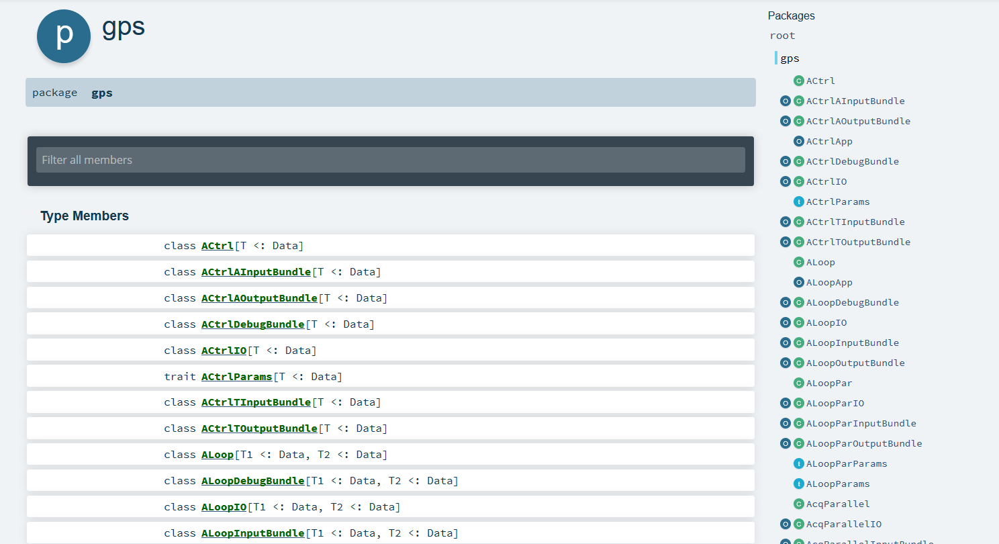 p
gps
package gps
Filter all members
Type Members
class ACtrl[T <: Data]
class ACtrlAInputBundle[T <: Data]
class ACtrlAOutputBundle[T <: Data]
class ACtrlDebugBundle[T <: Data]
class ACtrlIO[T <: Data]
trait ACtrlParams[T <: Data]
class ACtrlTInputBundle[T <: Data]
class ACtrlTOutputBundle[T <: Data]
class ALoop[T1 <: Data, T2 <: Data]
class ALoopDebugBundle[T1 <: Data, T2 <: Data]
class ALoopIO[T1 <: Data, T2 <: Data]
class ALoopInputBundle[T1 <: Data, T2 <: Data]
Packages
root
gps
C ACtrl
O C ACtrlAInputBundle
O C ACtrlAOutputBundle
O ACtrlApp
O C ACtrlDebugBundle
O C ACtrlIO
t ACtrlParams
O C ACtrlTInputBundle
O C ACtrlTOutputBundle
C ALoop
O ALoopApp
O C ALoopDebugBundle
O C ALoopIO
O C ALoopInputBundle
O C ALoopOutputBundle
C ALoopPar
O C ALoopParIO
O C ALoopParInputBundle
O C ALoopParOutputBundle
t ALoopParParams
t ALoopParams
C AcqParallel
O C AcqParallelIO
O C AcqParallelInputBundle